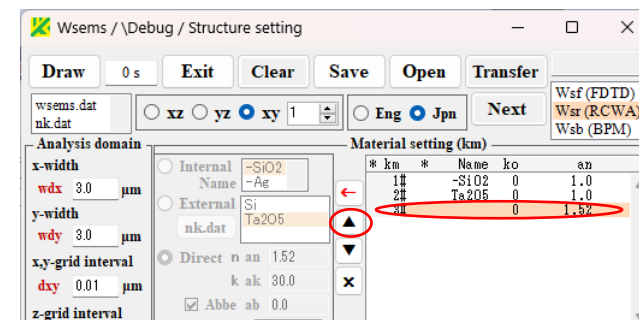 Wsems / \Debug / Structure setting
Draw 0 s Exit Clear Save Open Transfer
wsems.dat
nk.dat
xz yz xy 1 Eng Jpn Next
Wsf (FDTD)
Wsr (RCWA)
Wsb (BPM)
Analysis domain
x-width
wdx 3.0 μm
y-width
wdy 3.0 μm
x,y-grid interval
dxy 0.01 μm
z-grid interval
Internal Name
-SiO2
-Ag
External
nk.dat
Si
Ta2O5
Direct n an 1.52
k ak 30.0
Abbe ab 0.0
Material setting (km)
* km * Name ko an
1# -SiO2 0 1.0
2# Ta2O5 0 1.0
3# 0 1.52